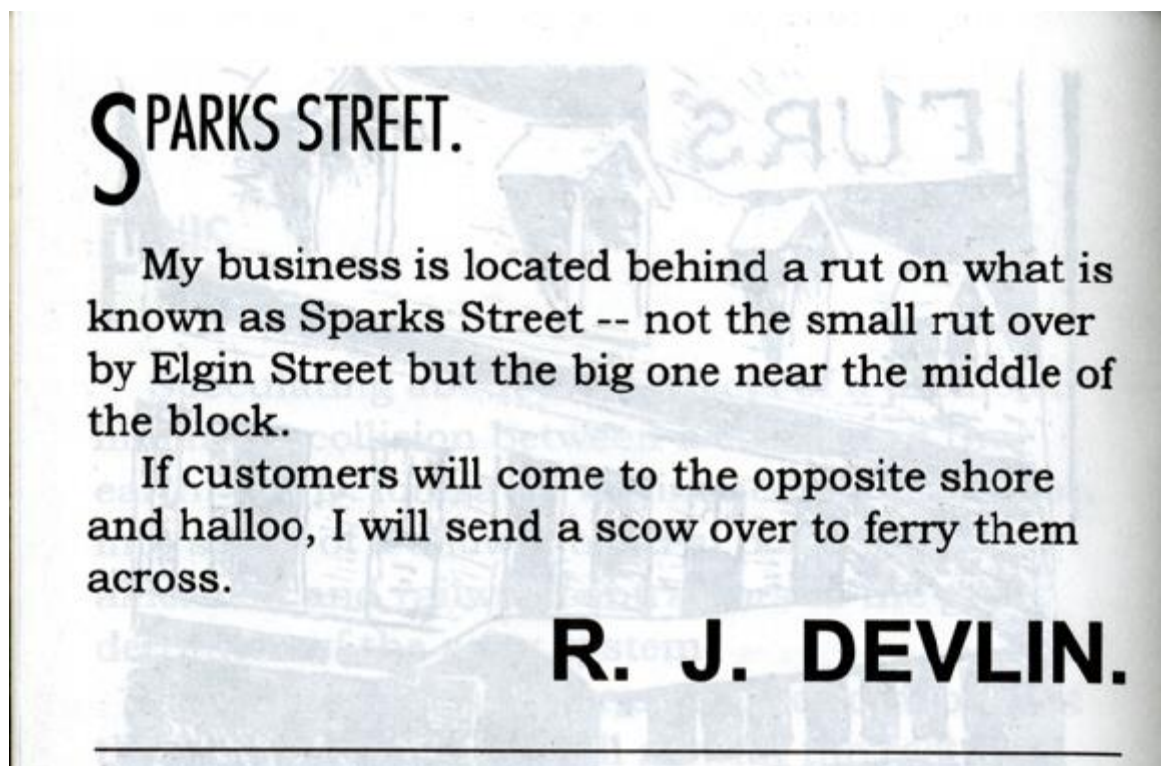 SPARKS STREET.
My business is located behind a rut on what is
known as Sparks Street -- not the small rut over
by Elgin Street but the big one near the middle of
the block.
If customers will come to the opposite shore
and halloo, I will send a scow over to ferry them
across.
R. J. DEVLIN.